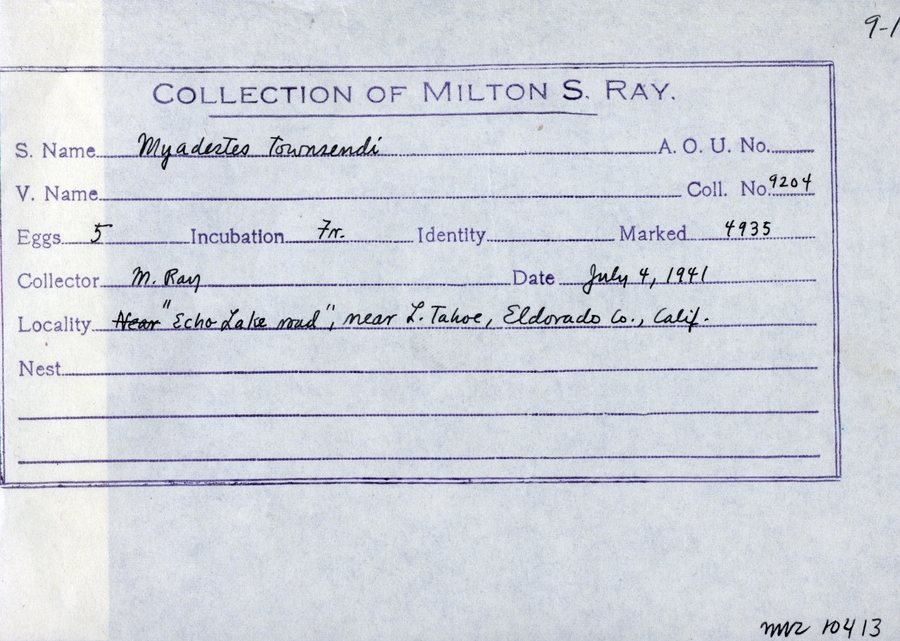 9-1
COLLECTION OF MILTON S. RAY.
S. Name Myadestes townsendi A. O. U. No.
V. Name Coll. No. 9204
Eggs 5 Incubation Fr. Identity Marked 4935
Collector M. Ray Date July 4, 1941
Locality Near "Echo Lake road", near L. Tahoe, Eldorado Co., Calif.
Nest
mvz 10413